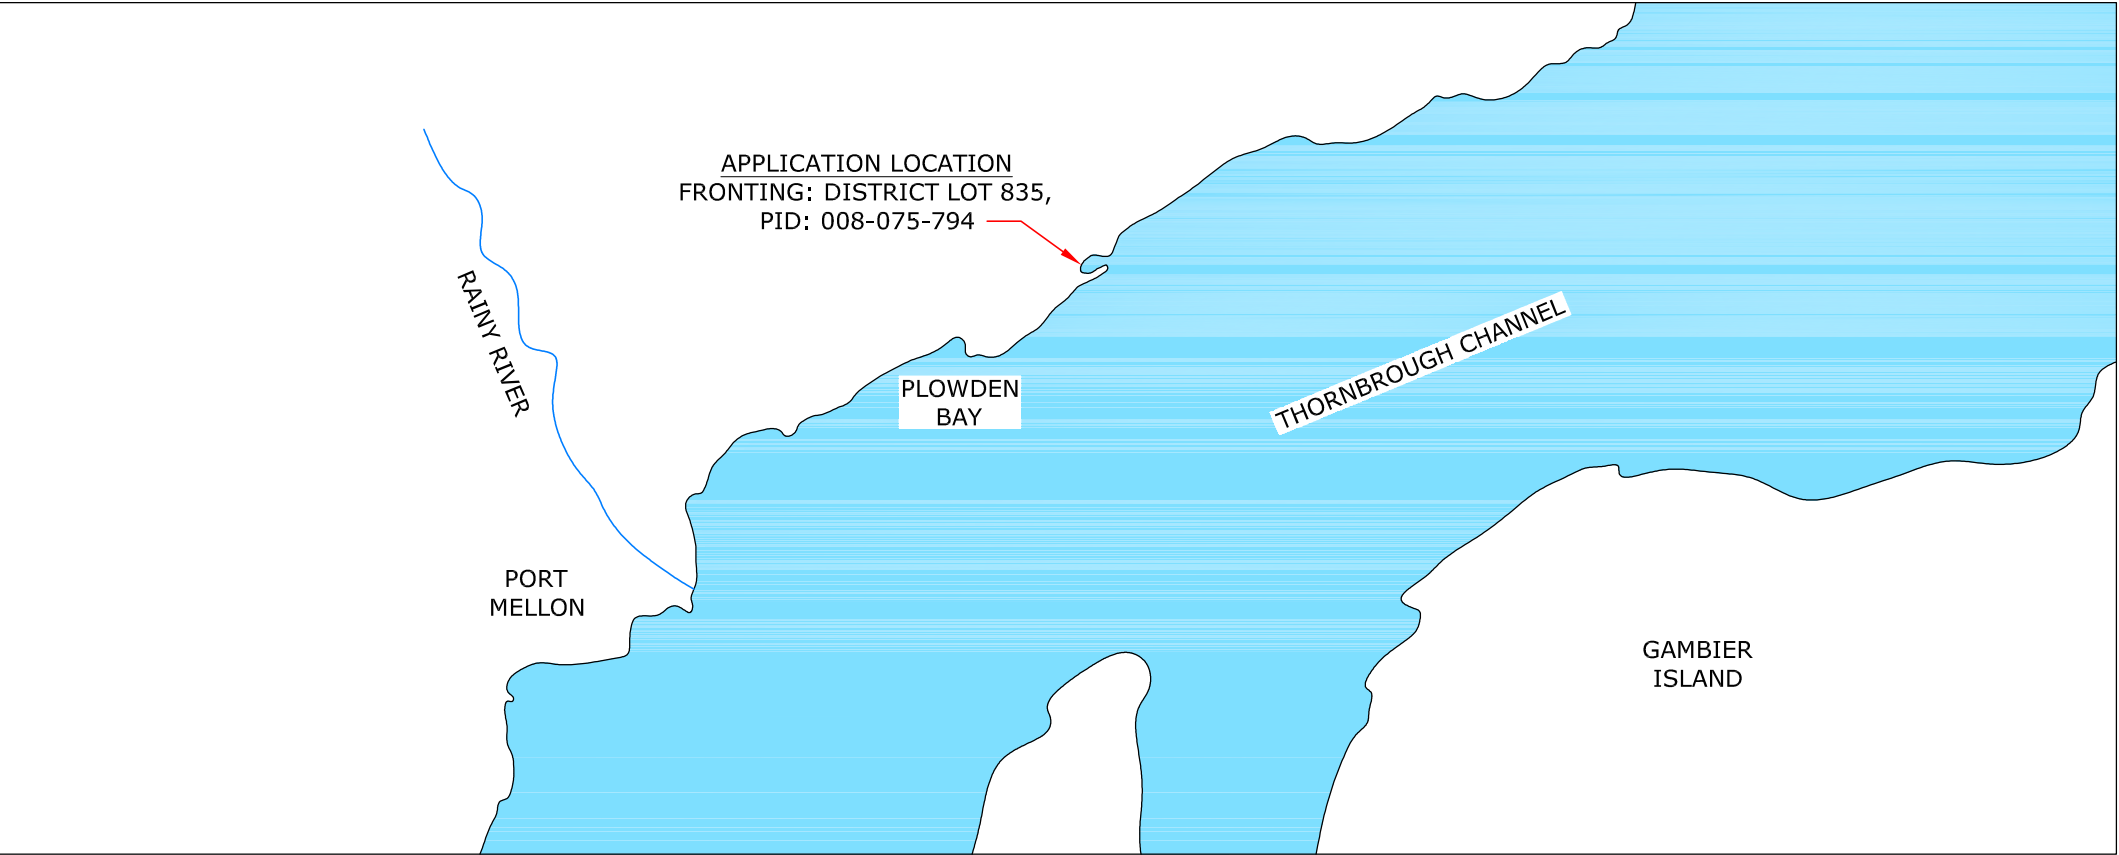 APPLICATION LOCATION
FRONTING: DISTRICT LOT 835,
PID: 008-075-794
RAINY RIVER
THORNBROUGH CHANNEL
PLOWDEN
BAY
PORT
MELLON
GAMBIER
ISLAND